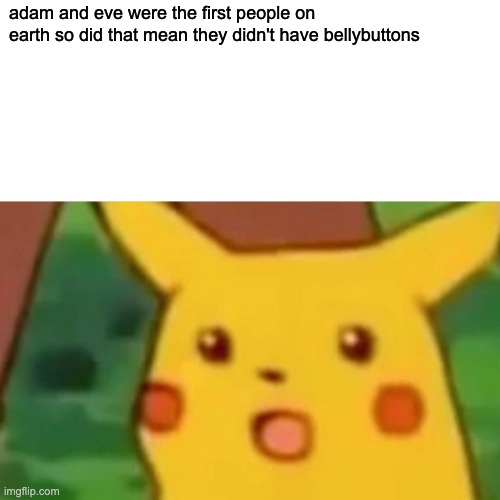 adam and eve were the first people on
earth so did that mean they didn't have bellybuttons
imgflip.com